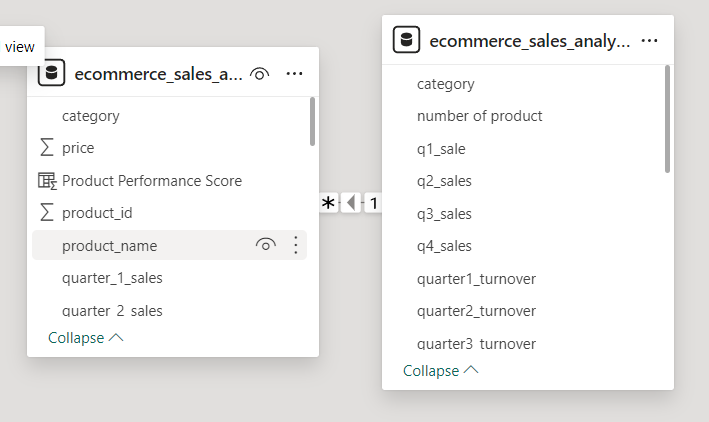 view
ecommerce_sales_a...
category
price
Product Performance Score
product_id
product_name
quarter_1_sales
quarter_2_sales
Collapse
* 1
ecommerce_sales_analy...
category
number of product
q1_sale
q2_sales
q3_sales
q4_sales
quarter1_turnover
quarter2_turnover
quarter3_turnover
Collapse